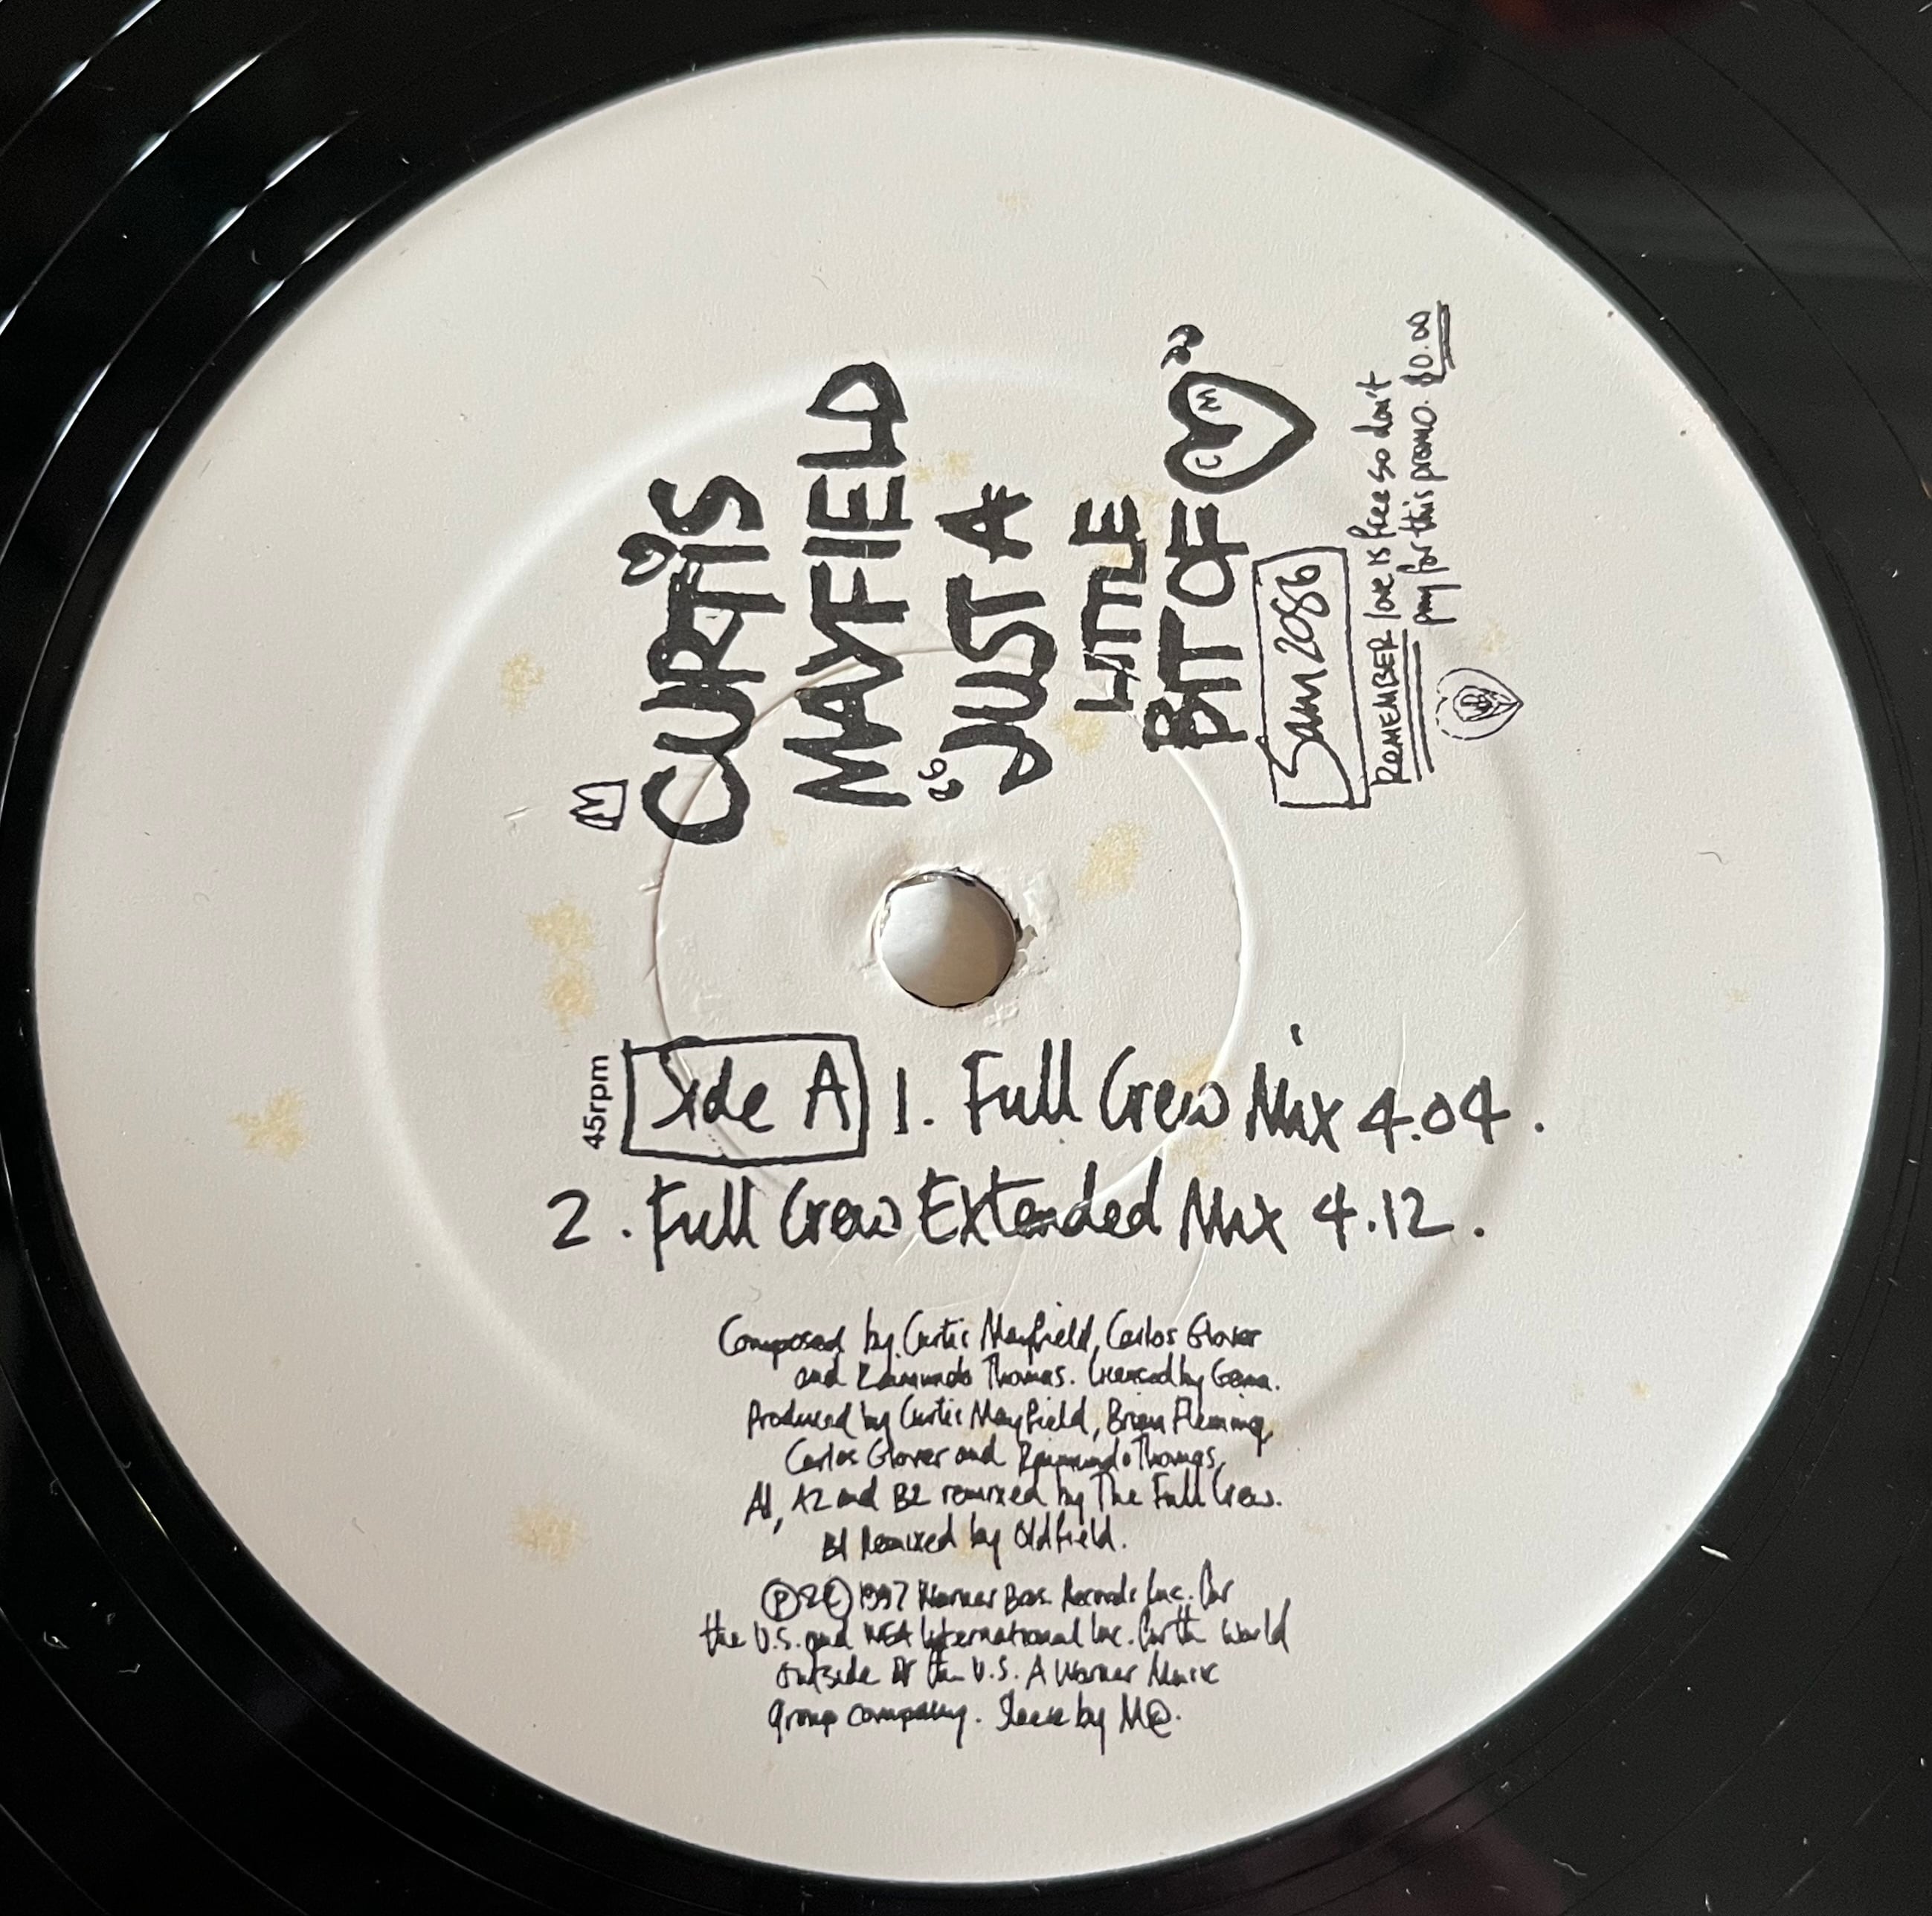 CURTIS
MAYFIELD
"JUST A
LITTLE
BIT OF ♡"
C M
Sam 2086
REMEMBER love is free so don't
pay for this promo. $0.00
45rpm
Side A 1. Full Crew Mix 4.04.
2. Full Crew Extended Mix 4.12.
Composed by Curtis Mayfield, Carlos Glover
and Raimundo Thomas. Licensed by Gema.
Produced by Curtis Mayfield, Brian Fleming,
Carlos Glover and Raimundo Thomas,
A1, A2 and B2 remixed by The Full Crew.
B1 Remixed by Oldfield.
Ⓟ & © 1997 Warner Bros. Records Inc. for
the U.S. and WEA International Inc. for the World
outside of the U.S. A Warner Music
group company. Sleeve by M@.